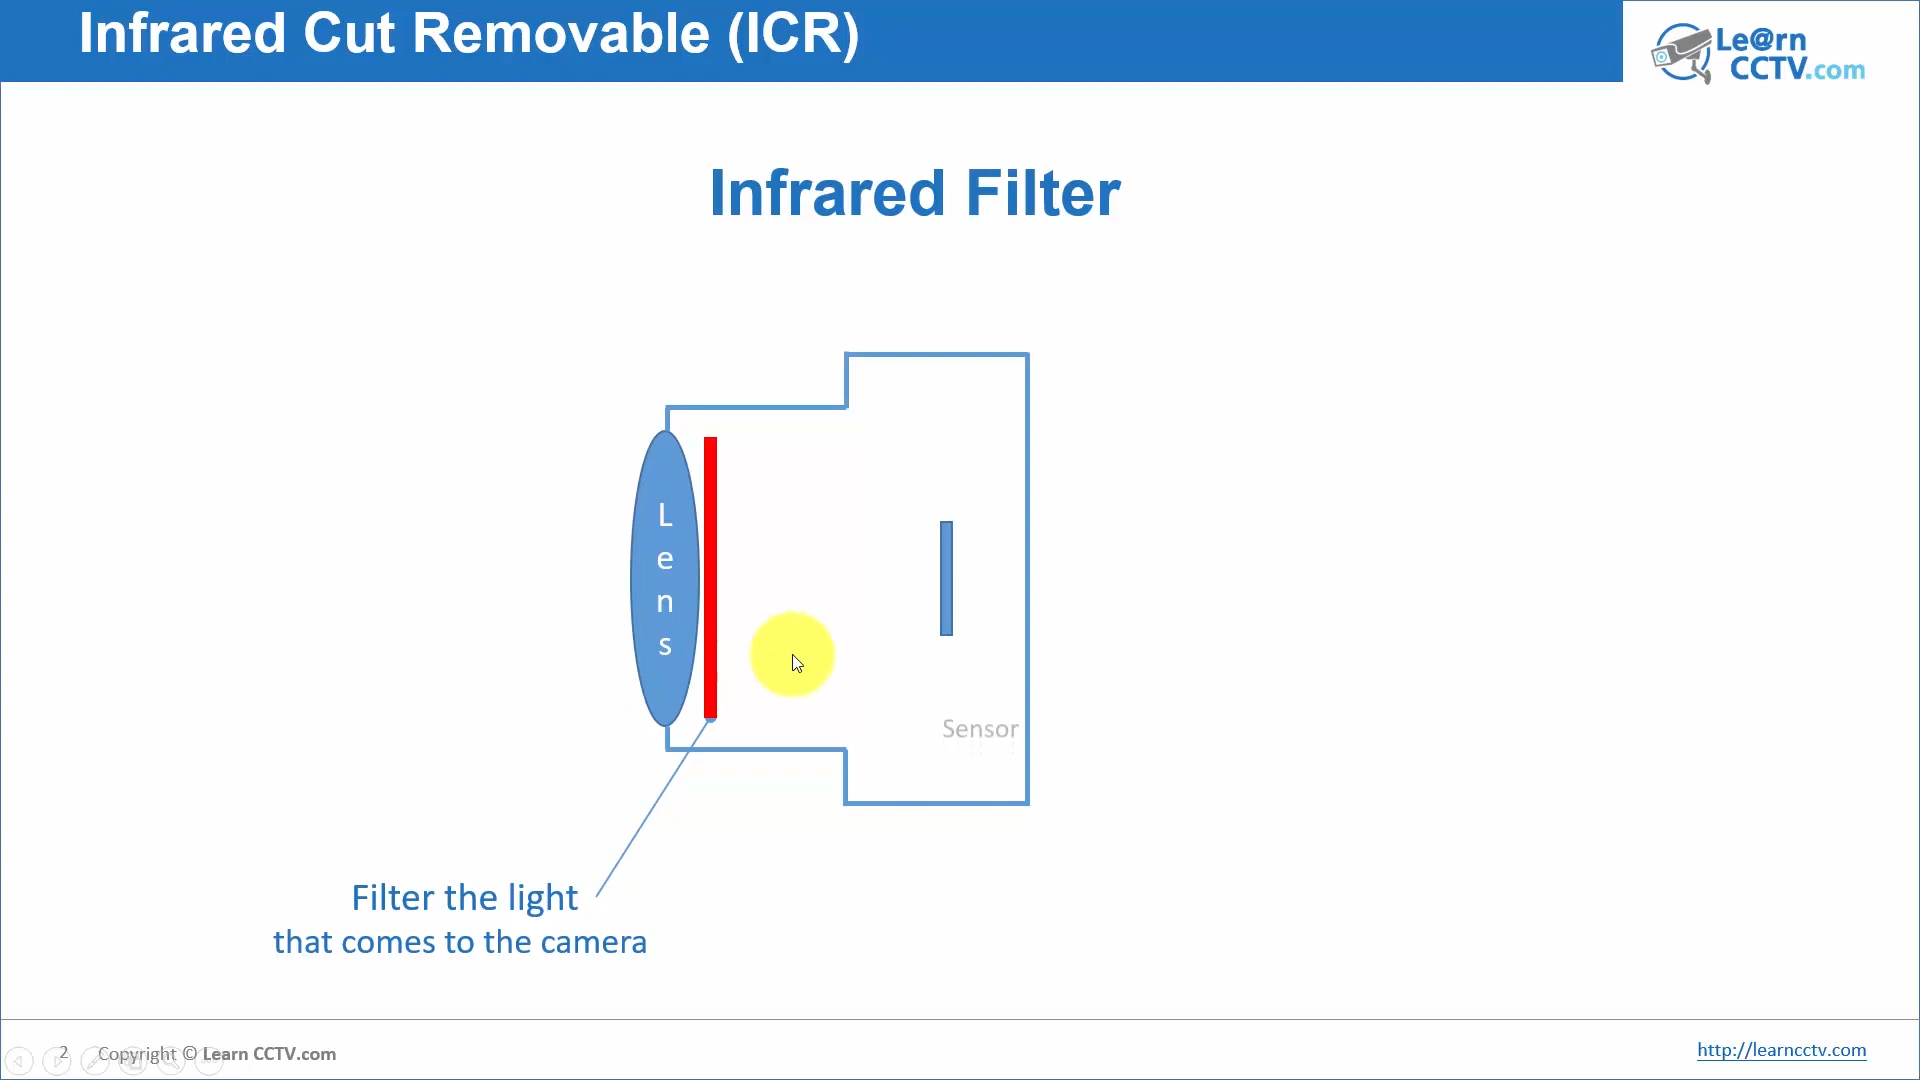 Infrared Cut Removable (ICR)
Le@rn
CCTV.com
Infrared Filter
L
e
n
s
Sensor
Filter the light
that comes to the camera
2
Copyright © Learn CCTV.com
http://learncctv.com